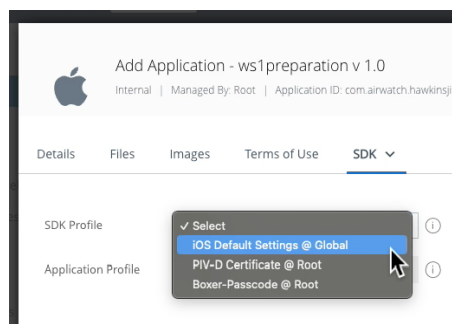 Add Application - ws1preparation v 1.0
Internal | Managed By: Root | Application ID: com.airwatch.hawkinsji
Details Files Images Terms of Use SDK
SDK Profile
✓ Select
iOS Default Settings @ Global
PIV-D Certificate @ Root
Boxer-Passcode @ Root
Application Profile